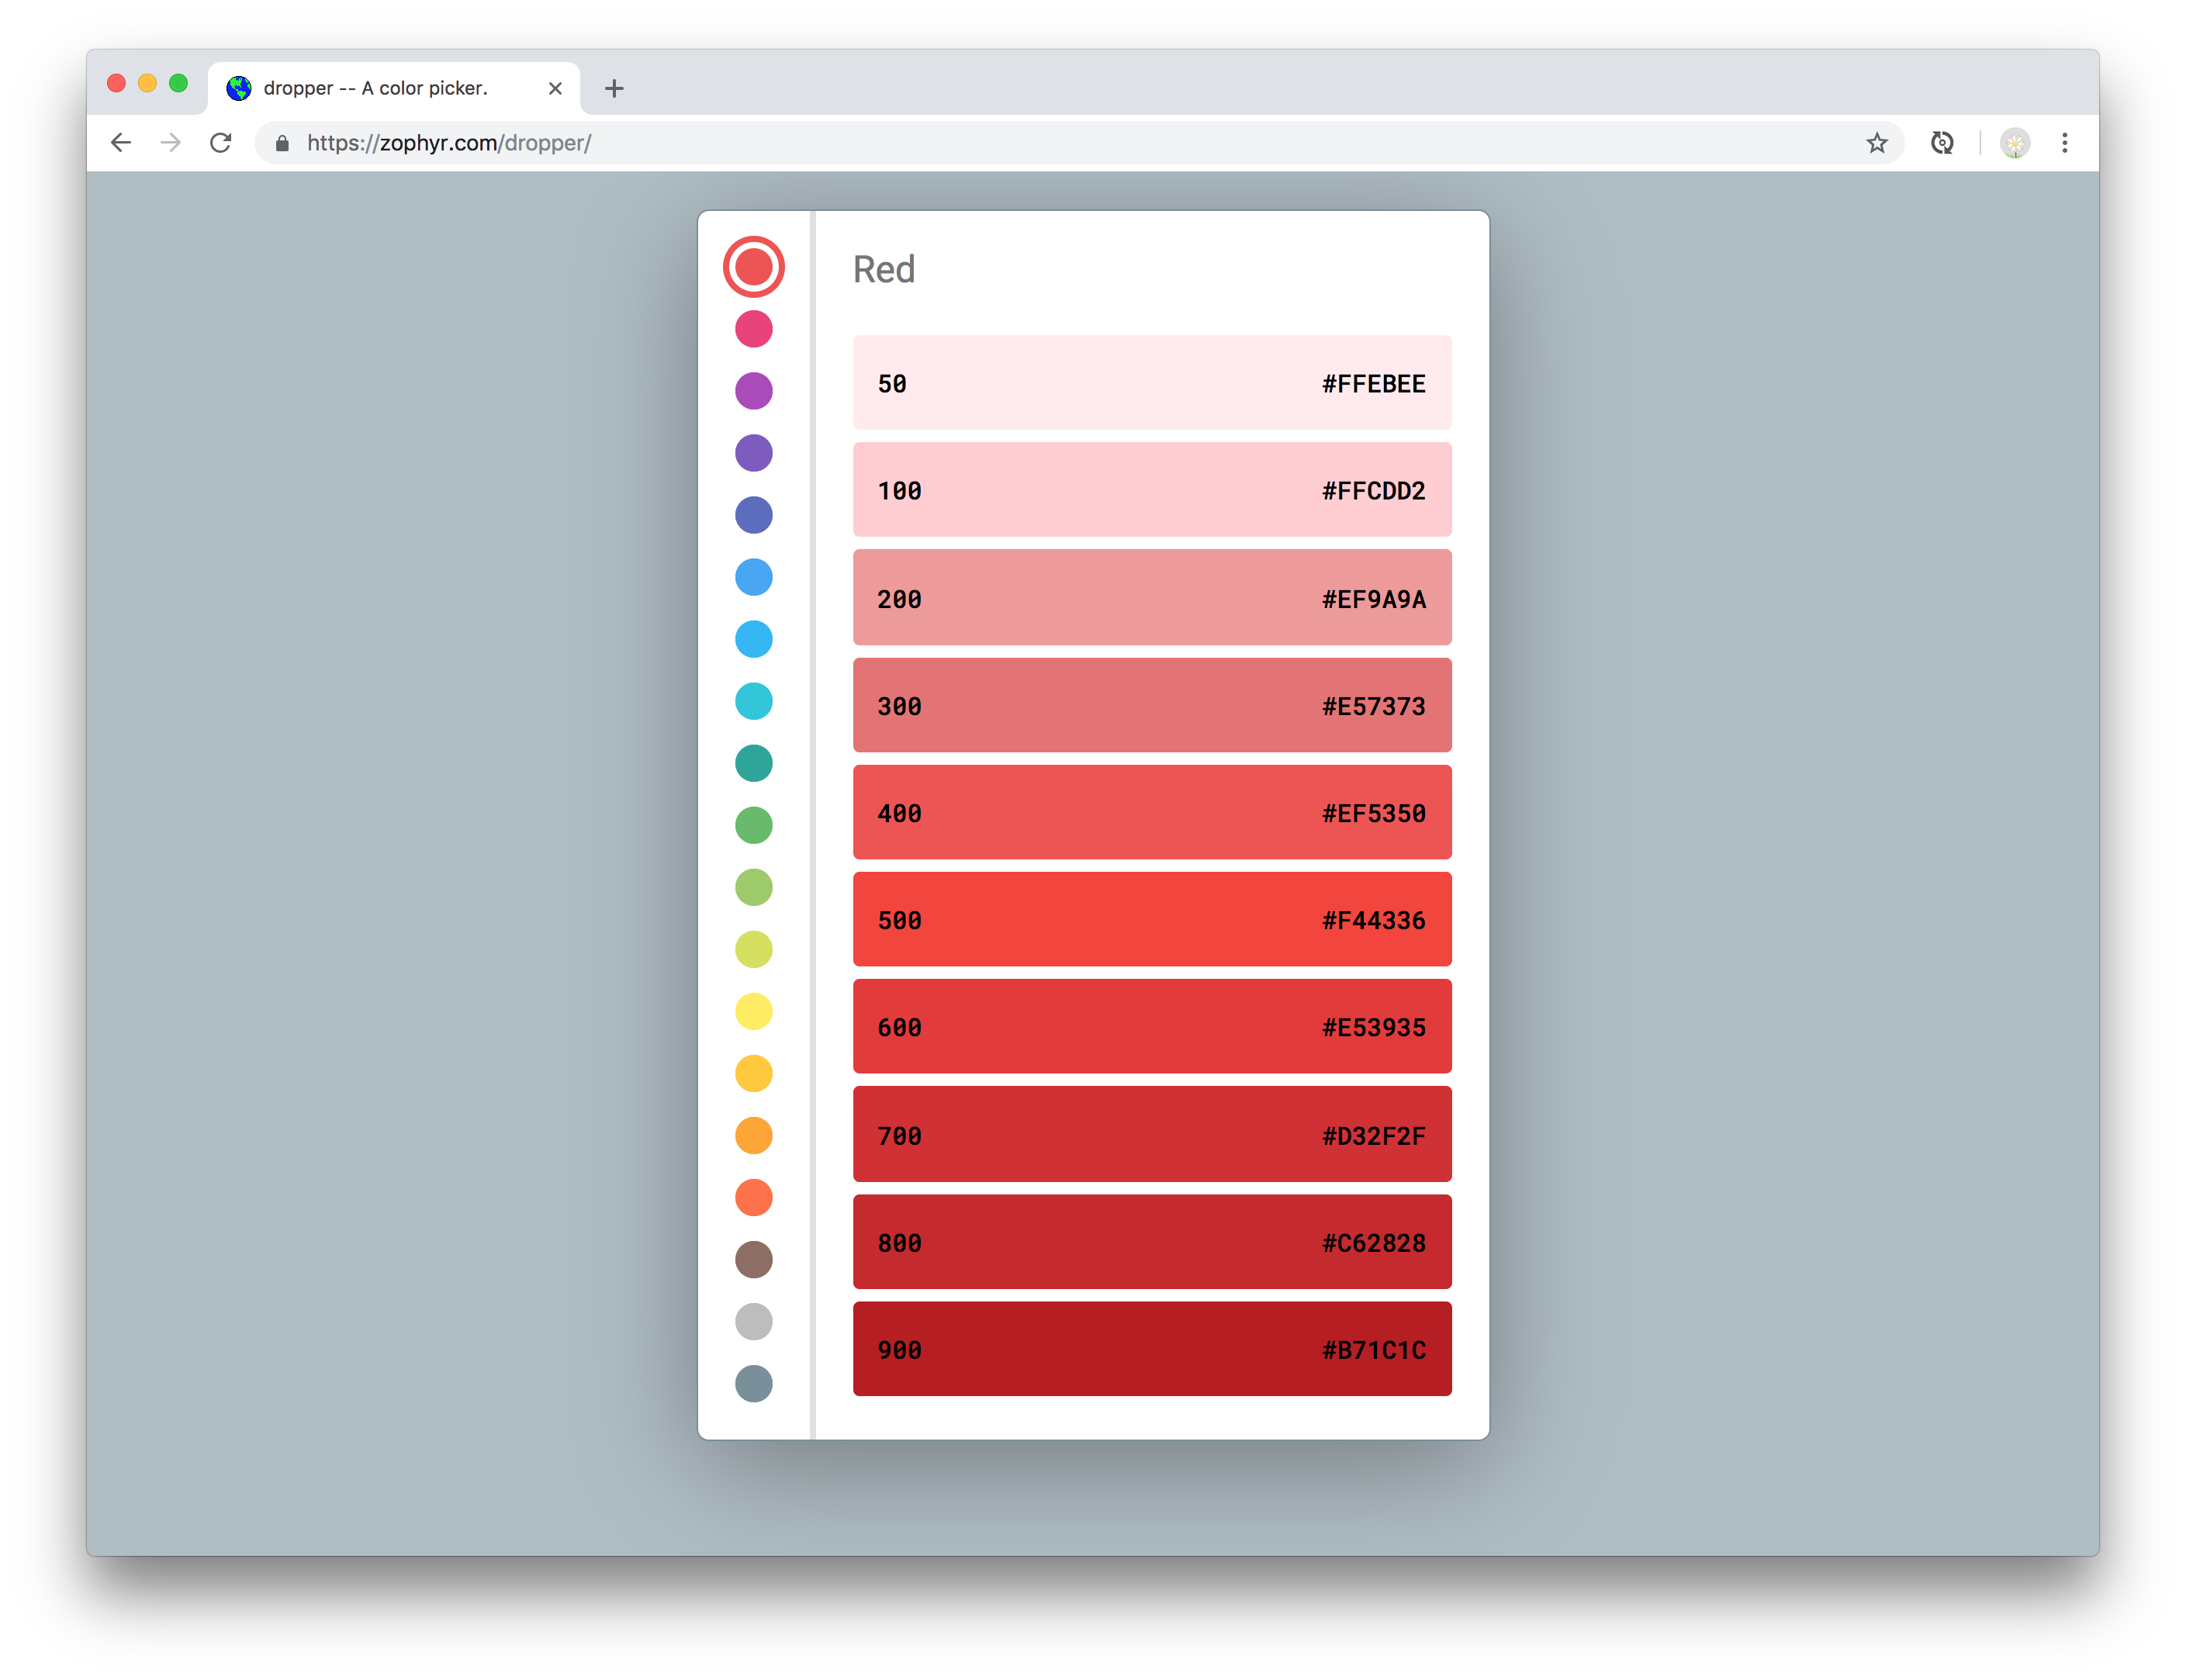 dropper -- A color picker.
https://zophyr.com/dropper/
Red
50 #FFEBEE
100 #FFCDD2
200 #EF9A9A
300 #E57373
400 #EF5350
500 #F44336
600 #E53935
700 #D32F2F
800 #C62828
900 #B71C1C